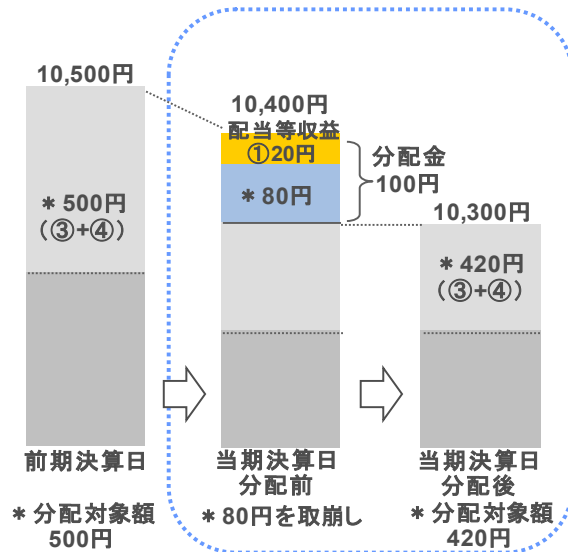 10,500円
＊500円
（③+④）
前期決算日
＊分配対象額
500円
10,400円
配当等収益
①20円
＊80円
分配金
100円
当期決算日
分配前
＊80円を取崩し
10,300円
＊420円
（③+④）
当期決算日
分配後
＊分配対象額
420円